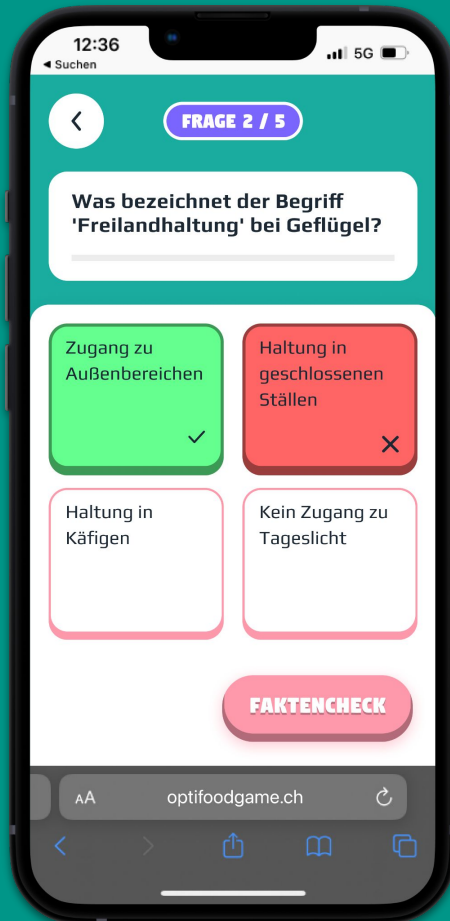 12:36
5G
◀ Suchen
FRAGE 2 / 5
Was bezeichnet der Begriff
'Freilandhaltung' bei Geflügel?
Zugang zu
Außenbereichen
Haltung in
geschlossenen
Ställen
Haltung in
Käfigen
Kein Zugang zu
Tageslicht
FAKTENCHECK
AA
optifoodgame.ch